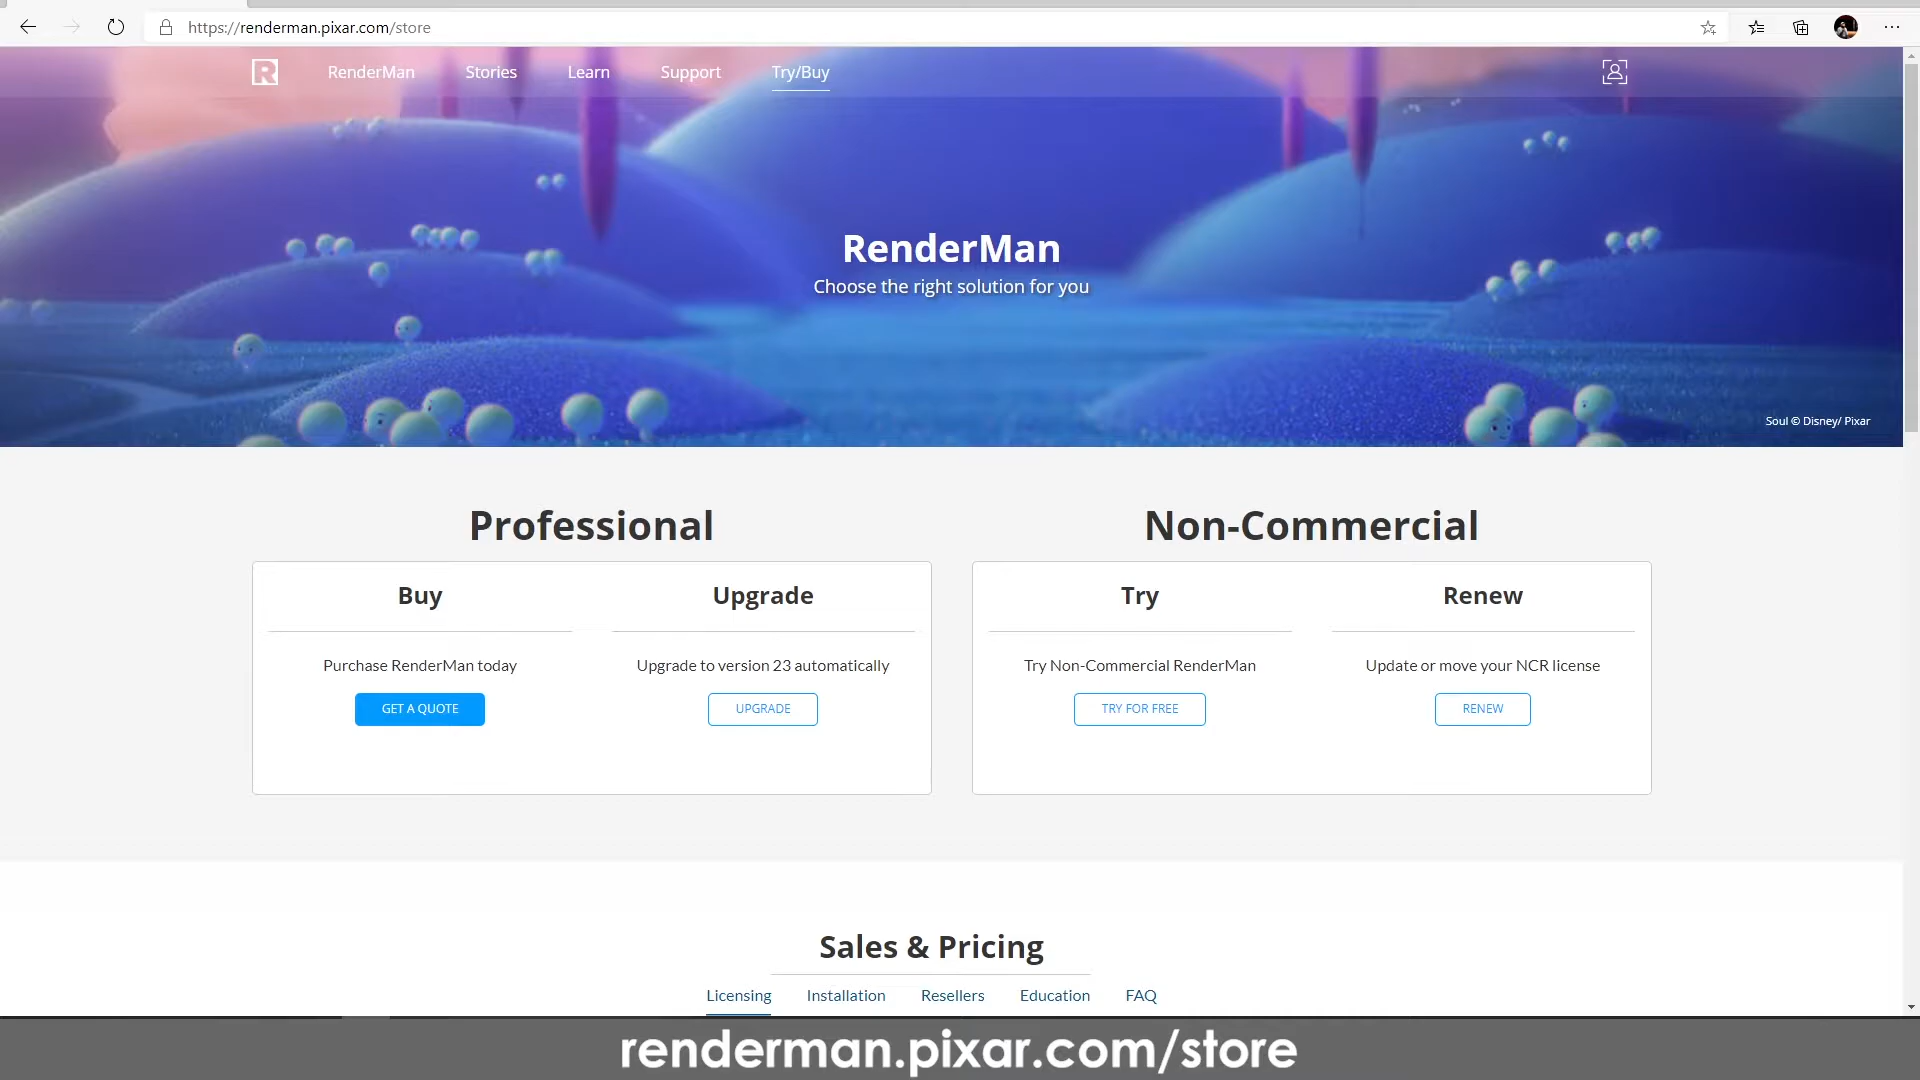 https://renderman.pixar.com/store
R RenderMan Stories Learn Support Try/Buy
RenderMan
Choose the right solution for you
Soul © Disney/ Pixar
Professional
Buy
Purchase RenderMan today
GET A QUOTE
Upgrade
Upgrade to version 23 automatically
UPGRADE
Non-Commercial
Try
Try Non-Commercial RenderMan
TRY FOR FREE
Renew
Update or move your NCR license
RENEW
Sales & Pricing
Licensing Installation Resellers Education FAQ
renderman.pixar.com/store